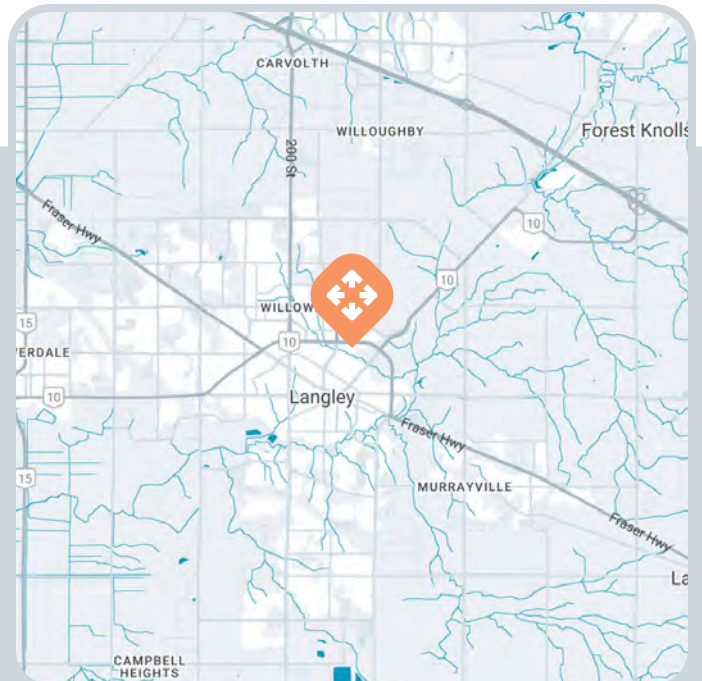 CARVOLTH
WILLOUGHBY
Forest Knolls
200 St
Fraser Hwy
10
10
WILLOW
15
10
VERDALE
10
Langley
Fraser Hwy
15
MURRAYVILLE
Fraser Hwy
La
CAMPBELL
HEIGHTS